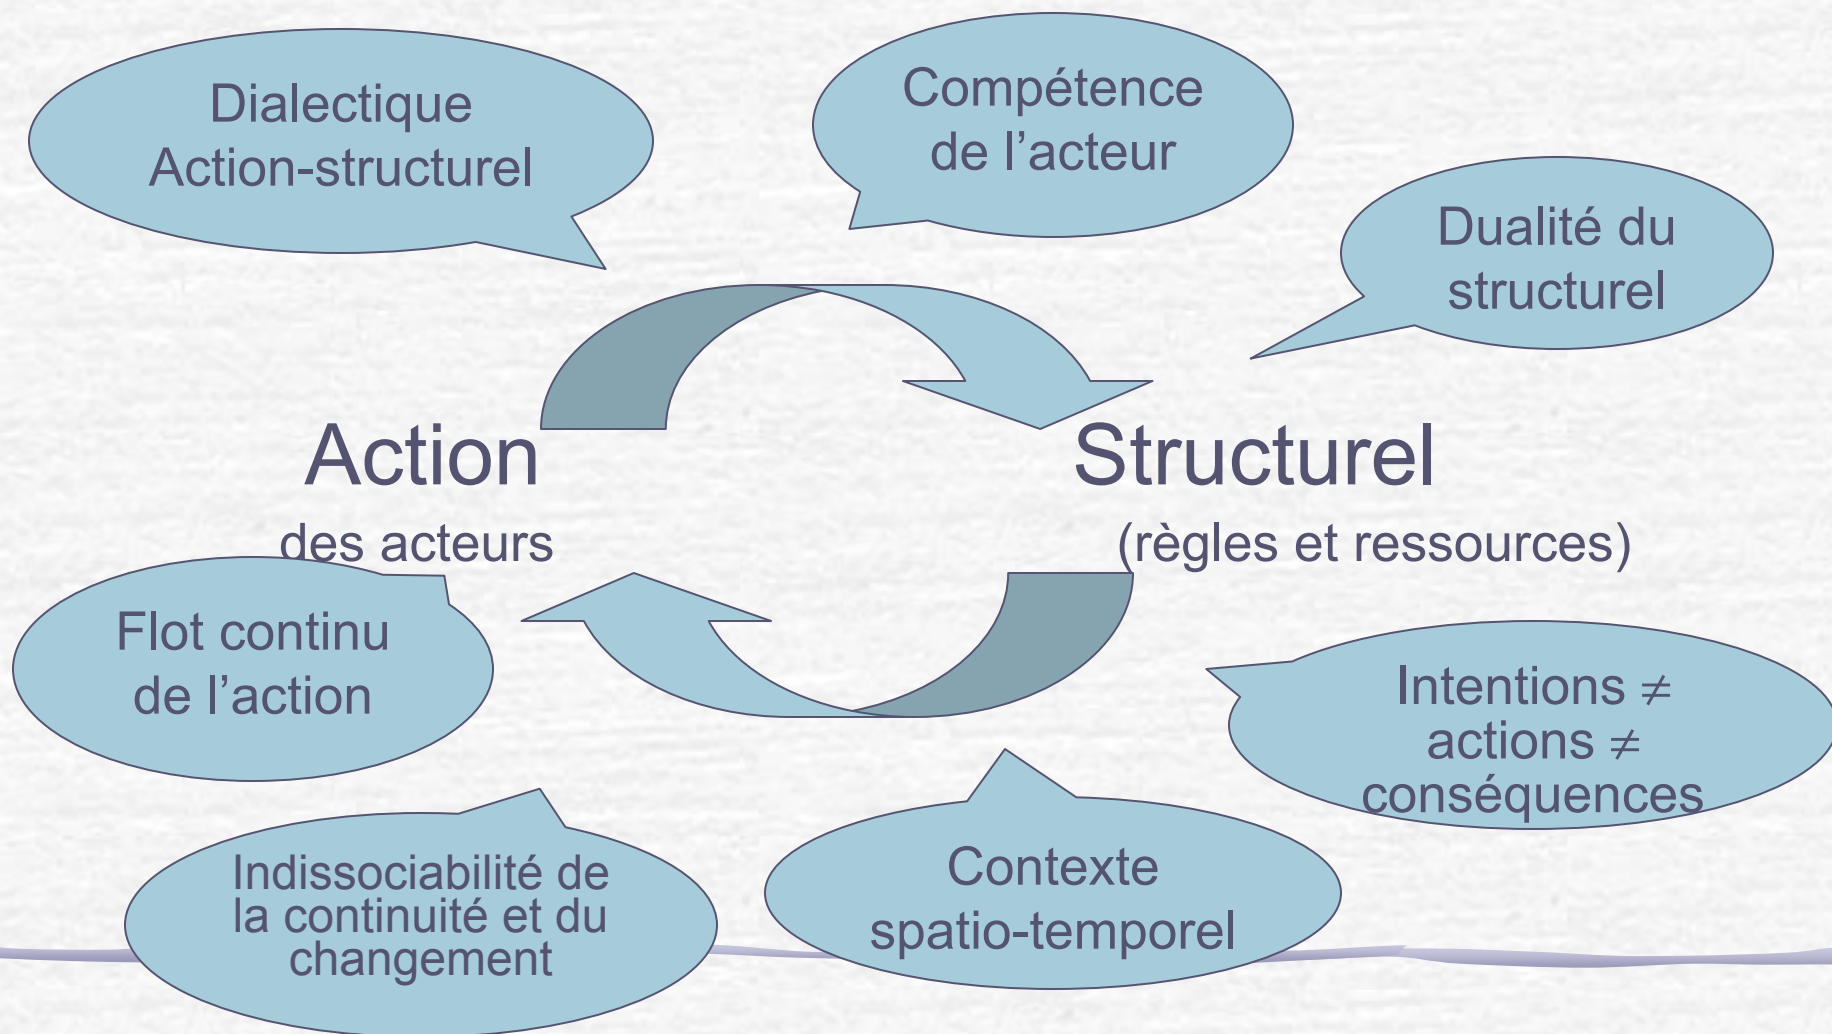 Dialectique
Action-structurel
Compétence
de l’acteur
Dualité du
structurel
Action
des acteurs
Structurel
(règles et ressources)
Flot continu
de l’action
Intentions ≠
actions ≠
conséquences
Indissociabilité de
la continuité et du
changement
Contexte
spatio-temporel